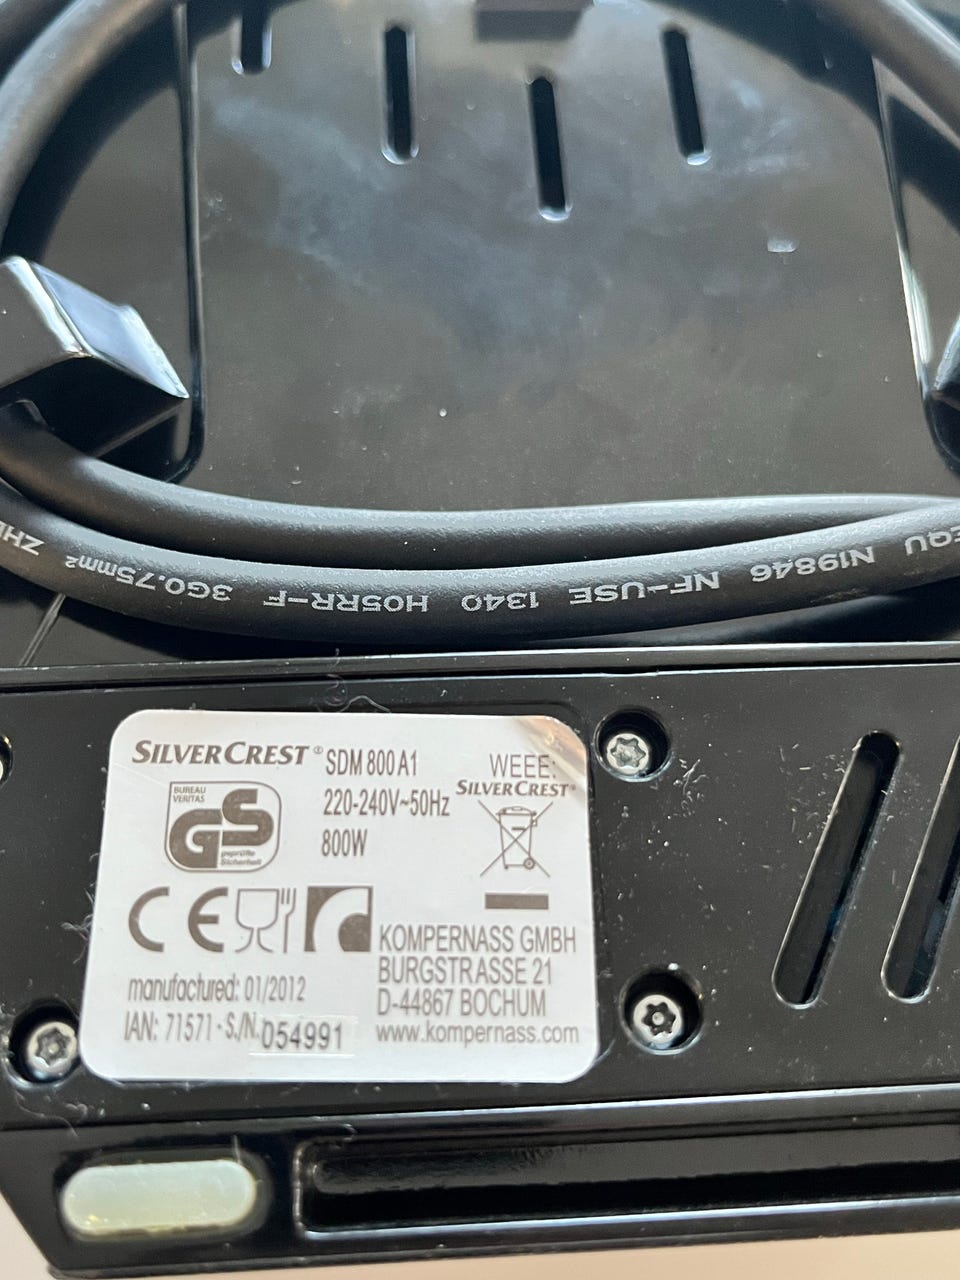 EQU N19846 NF-USE 1340 H05RR-F 3G0.75mm²
SILVERCREST® SDM 800 A1
220-240V~50Hz
800W
WEEE:
SILVERCREST®
BUREAU
VERITAS
GS
geprüfte
Sicherheit
CE
KOMPERNASS GMBH
BURGSTRASSE 21
D-44867 BOCHUM
www.kompernass.com
manufactured: 01/2012
IAN: 71571 · S./N. 054991